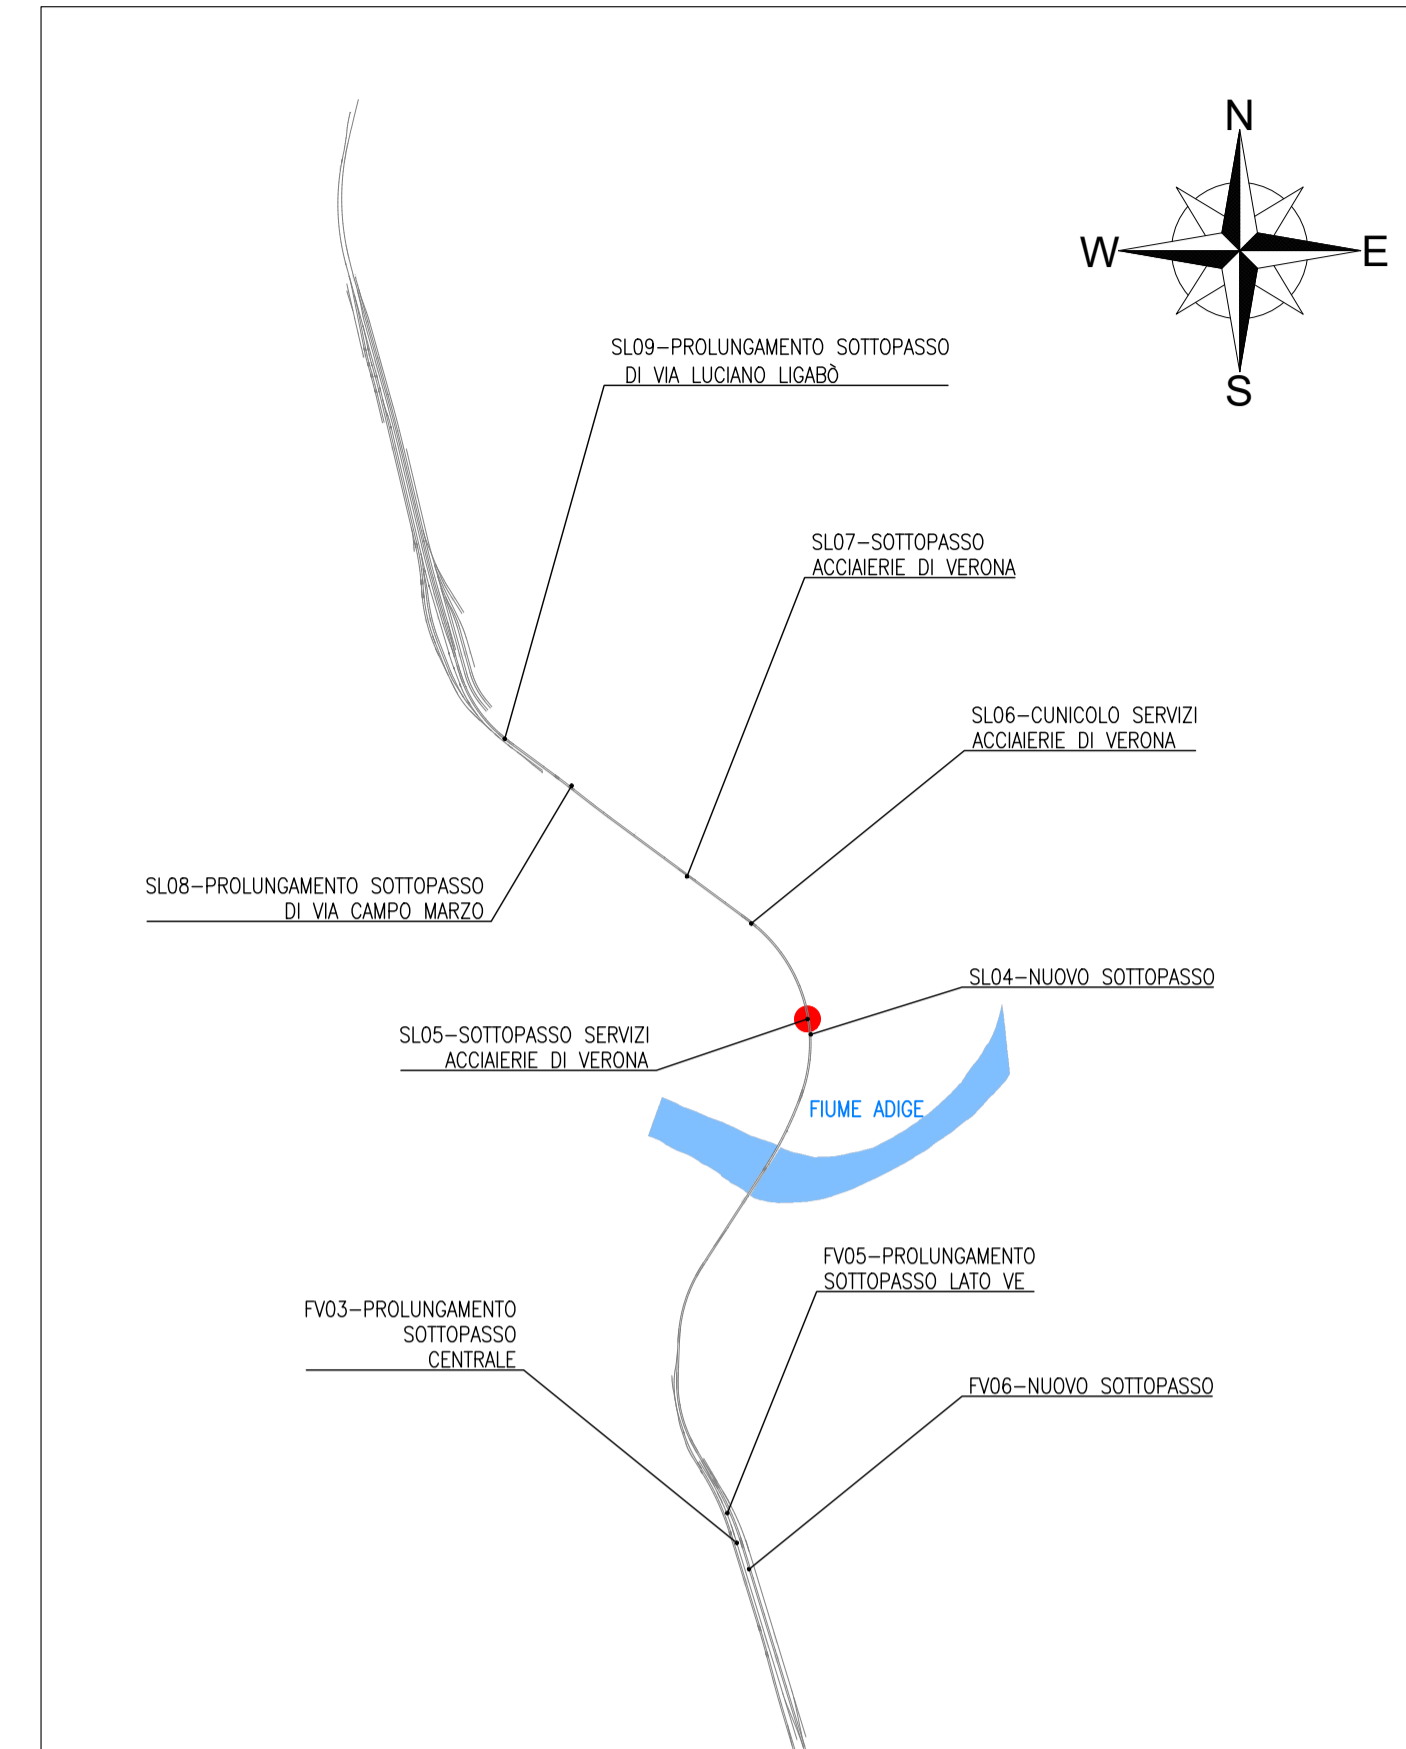 N
W
E
S
SL09-PROLUNGAMENTO SOTTOPASSO
DI VIA LUCIANO LIGABÒ
SL07-SOTTOPASSO
ACCIAIERIE DI VERONA
SL06-CUNICOLO SERVIZI
ACCIAIERIE DI VERONA
SL08-PROLUNGAMENTO SOTTOPASSO
DI VIA CAMPO MARZO
SL04-NUOVO SOTTOPASSO
SL05-SOTTOPASSO SERVIZI
ACCIAIERIE DI VERONA
FIUME ADIGE
FV05-PROLUNGAMENTO
SOTTOPASSO LATO VE
FV03-PROLUNGAMENTO
SOTTOPASSO
CENTRALE
FV06-NUOVO SOTTOPASSO